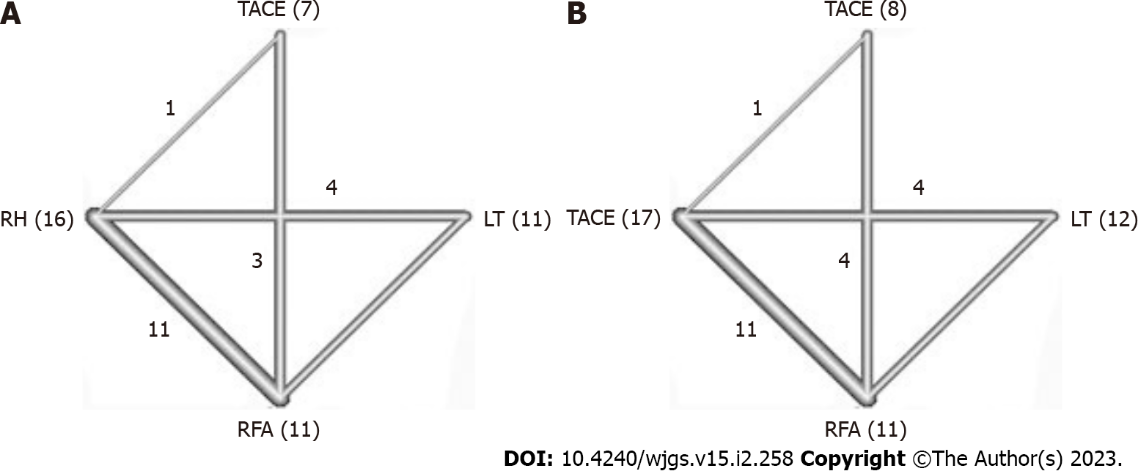 A
TACE (7)
1
4
RH (16)
LT (11)
3
11
RFA (11)
B
TACE (8)
1
4
TACE (17)
LT (12)
4
11
RFA (11)
DOI: 10.4240/wjgs.v15.i2.258 Copyright ©The Author(s) 2023.